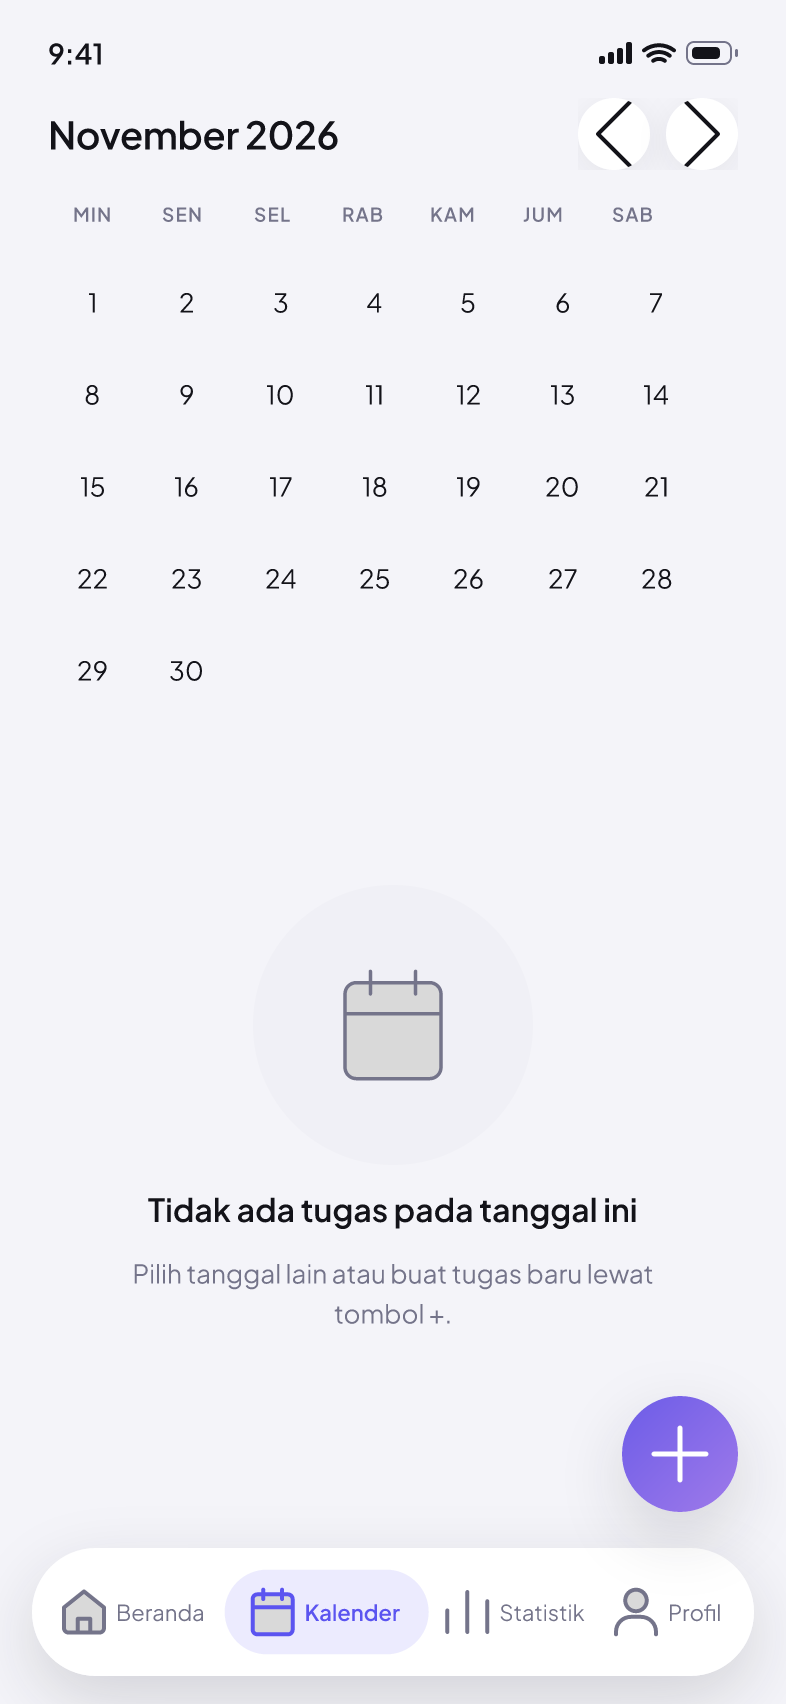 9:41
November 2026
MIN SEN SEL RAB KAM JUM SAB
1 2 3 4 5 6 7
8 9 10 11 12 13 14
15 16 17 18 19 20 21
22 23 24 25 26 27 28
29 30
Tidak ada tugas pada tanggal ini
Pilih tanggal lain atau buat tugas baru lewat
tombol +.
Beranda Kalender Statistik Profil